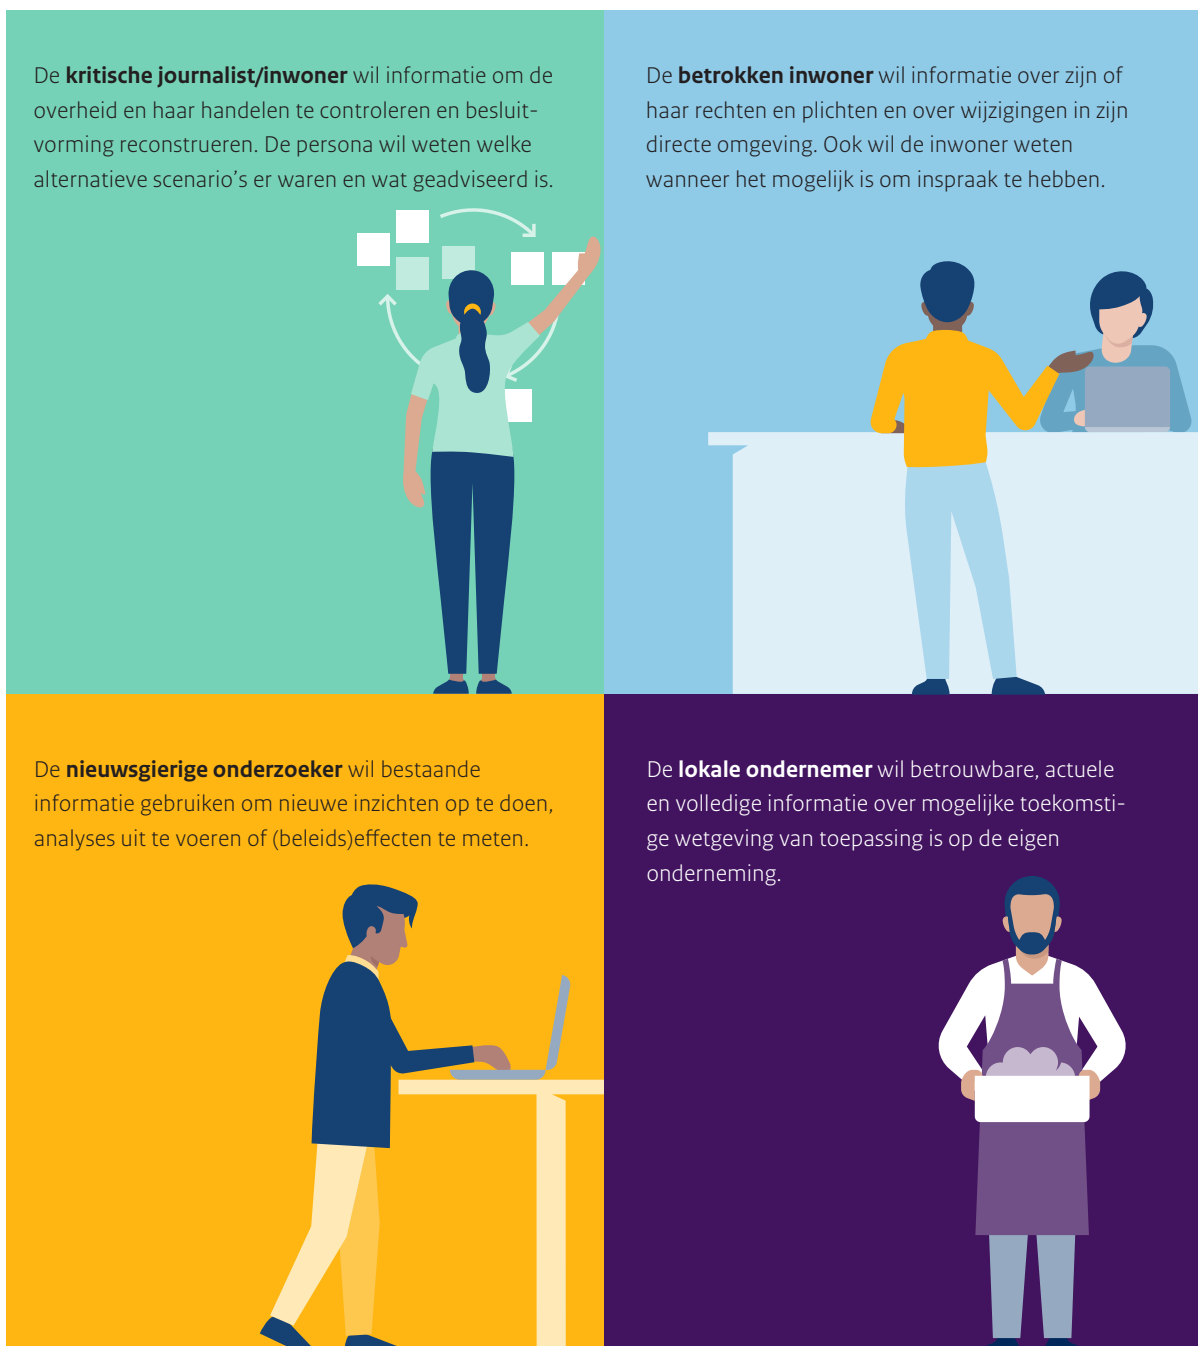 De kritische journalist/inwoner wil informatie om de
overheid en haar handelen te controleren en besluit-
vorming reconstrueren. De persona wil weten welke
alternatieve scenario's er waren en wat geadviseerd is.
De betrokken inwoner wil informatie over zijn of
haar rechten en plichten en over wijzigingen in zijn
directe omgeving. Ook wil de inwoner weten
wanneer het mogelijk is om inspraak te hebben.
De nieuwsgierige onderzoeker wil bestaande
informatie gebruiken om nieuwe inzichten op te doen,
analyses uit te voeren of (beleids)effecten te meten.
De lokale ondernemer wil betrouwbare, actuele
en volledige informatie over mogelijke toekomsti-
ge wetgeving van toepassing is op de eigen
onderneming.